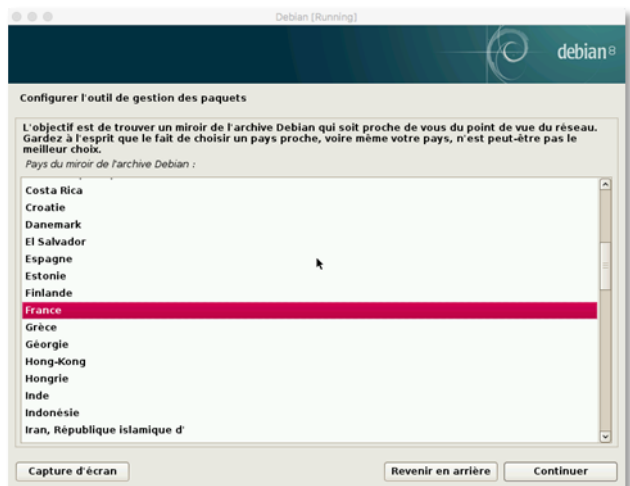 Debian [Running]
debian 8
Configurer l'outil de gestion des paquets
L'objectif est de trouver un miroir de l'archive Debian qui soit proche de vous du point de vue du réseau.
Gardez à l'esprit que le fait de choisir un pays proche, voire même votre pays, n'est peut-être pas le
meilleur choix.
Pays du miroir de l'archive Debian :
Costa Rica
Croatie
Danemark
El Salvador
Espagne
Estonie
Finlande
France
Grèce
Géorgie
Hong-Kong
Hongrie
Inde
Indonésie
Iran, République islamique d'
Capture d'écran
Revenir en arrière
Continuer